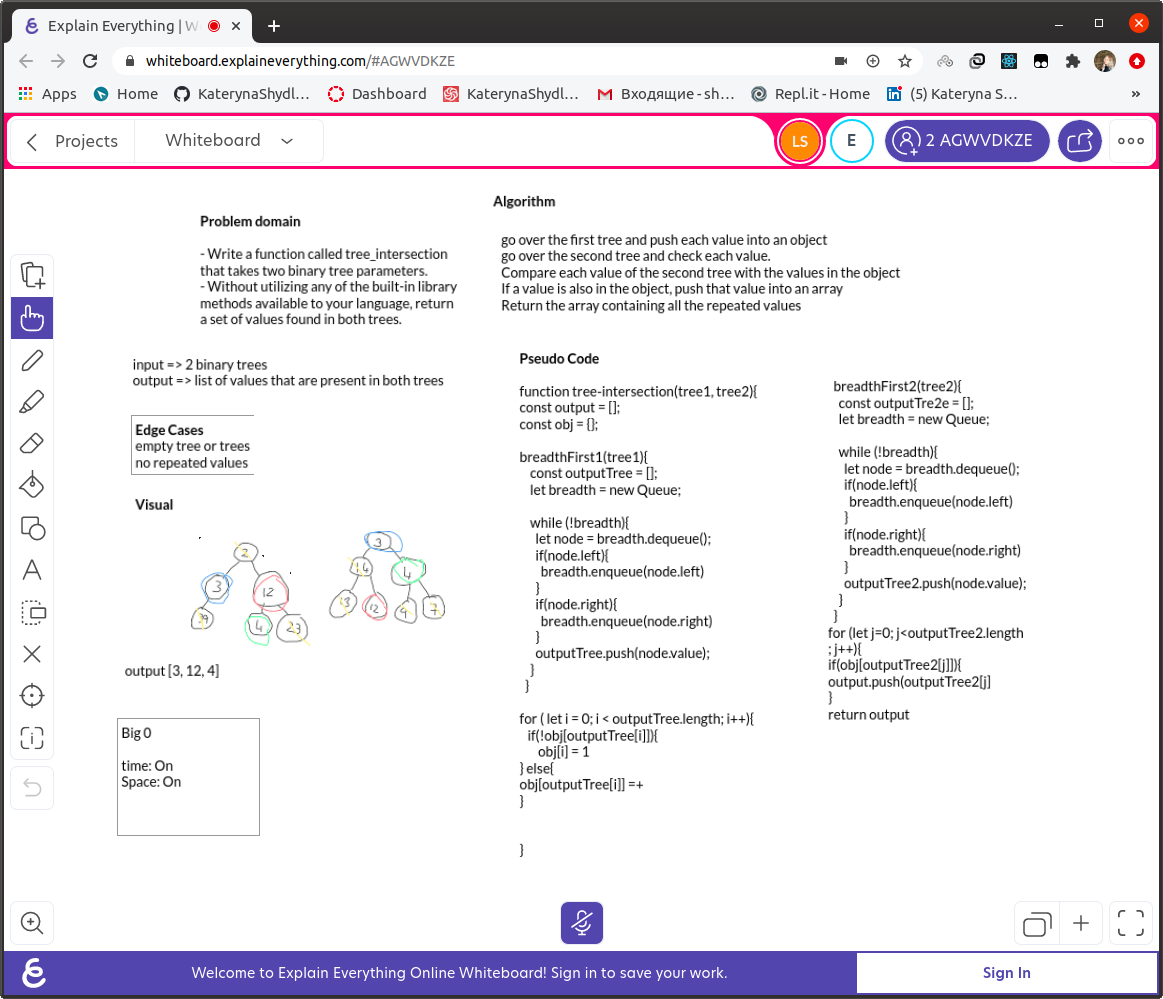 Explain Everything | W
whiteboard.explaineverything.com/#AGWVDKZE
Apps
Home
KaterynaShydl...
Dashboard
KaterynaShydl...
Входящие - sh...
Repl.it - Home
(5) Kateryna S...
»
Projects
Whiteboard
LS
E
2 AGWVDKZE
Problem domain
- Write a function called tree_intersection
that takes two binary tree parameters.
- Without utilizing any of the built-in library
methods available to your language, return
a set of values found in both trees.
input => 2 binary trees
output => list of values that are present in both trees
Edge Cases
empty tree or trees
no repeated values
Visual
2
3
12
39
4
23
3
14
4
13
12
9
7
output [3, 12, 4]
Big 0
time: On
Space: On
Algorithm
go over the first tree and push each value into an object
go over the second tree and check each value.
Compare each value of the second tree with the values in the object
If a value is also in the object, push that value into an array
Return the array containing all the repeated values
Pseudo Code
function tree-intersection(tree1, tree2){
const output = [];
const obj = {};
breadthFirst1(tree1){
const outputTree = [];
let breadth = new Queue;
while (!breadth){
let node = breadth.dequeue();
if(node.left){
breadth.enqueue(node.left)
}
if(node.right){
breadth.enqueue(node.right)
}
outputTree.push(node.value);
}
}
for ( let i = 0; i < outputTree.length; i++){
if(!obj[outputTree[i]]){
obj[i] = 1
} else{
obj[outputTree[i]] =+
}
}
breadthFirst2(tree2){
const outputTre2e = [];
let breadth = new Queue;
while (!breadth){
let node = breadth.dequeue();
if(node.left){
breadth.enqueue(node.left)
}
if(node.right){
breadth.enqueue(node.right)
}
outputTree2.push(node.value);
}
}
for (let j=0; j<outputTree2.length
; j++){
if(obj[outputTree2[j]]){
output.push(outputTree2[j]
}
return output
Welcome to Explain Everything Online Whiteboard! Sign in to save your work.
Sign In